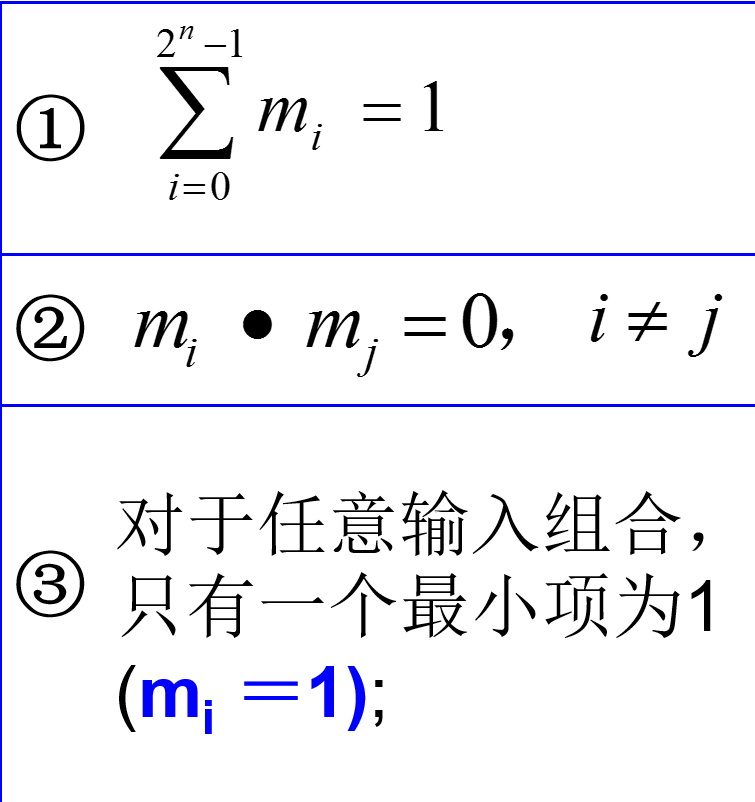 ① \sum_{i=0}^{2^n-1} m_i = 1
② m_i ● m_j = 0， i ≠ j
③ 对于任意输入组合，
只有一个最小项为1
(m_i ＝1);